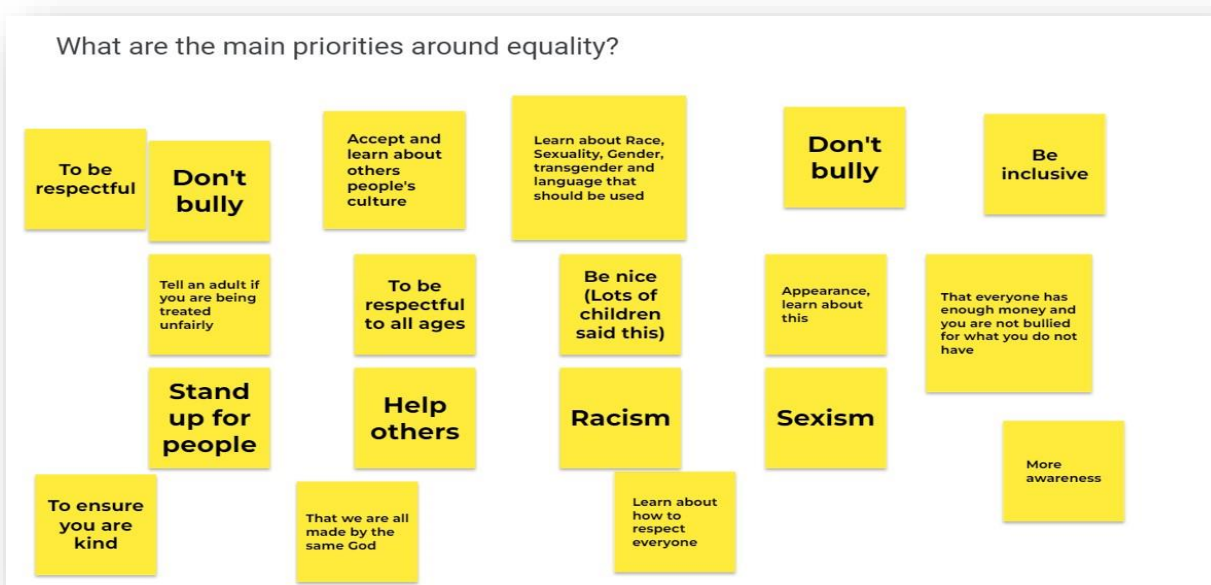 What are the main priorities around equality?
To be
respectful
Don't
bully
Accept and
learn about
others
people's
culture
Learn about Race,
Sexuality, Gender,
transgender and
language that
should be used
Don't
bully
Be
inclusive
Tell an adult if
you are being
treated
unfairly
To be
respectful
to all ages
Be nice
(Lots of
children
said this)
Appearance,
learn about
this
That everyone has
enough money and
you are not bullied
for what you do not
have
Stand
up for
people
Help
others
Racism
Sexism
More
awareness
To ensure
you are
kind
That we are all
made by the
same God
Learn about
how to
respect
everyone